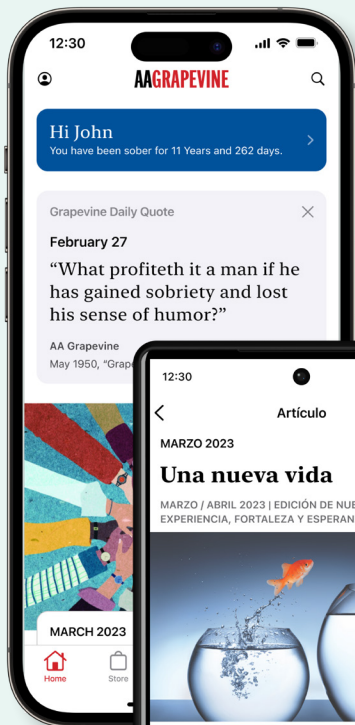 12:30
AAGRAPEVINE
Hi John
You have been sober for 11 Years and 262 days.
Grapevine Daily Quote
February 27
“What profiteth it a man if he
has gained sobriety and lost
his sense of humor?”
AA Grapevine
May 1950, “Grape
MARCH 2023
Home
Store
12:30
Artículo
MARZO 2023
Una nueva vida
MARZO / ABRIL 2023 | EDICIÓN DE NUE
EXPERIENCIA, FORTALEZA Y ESPERAN